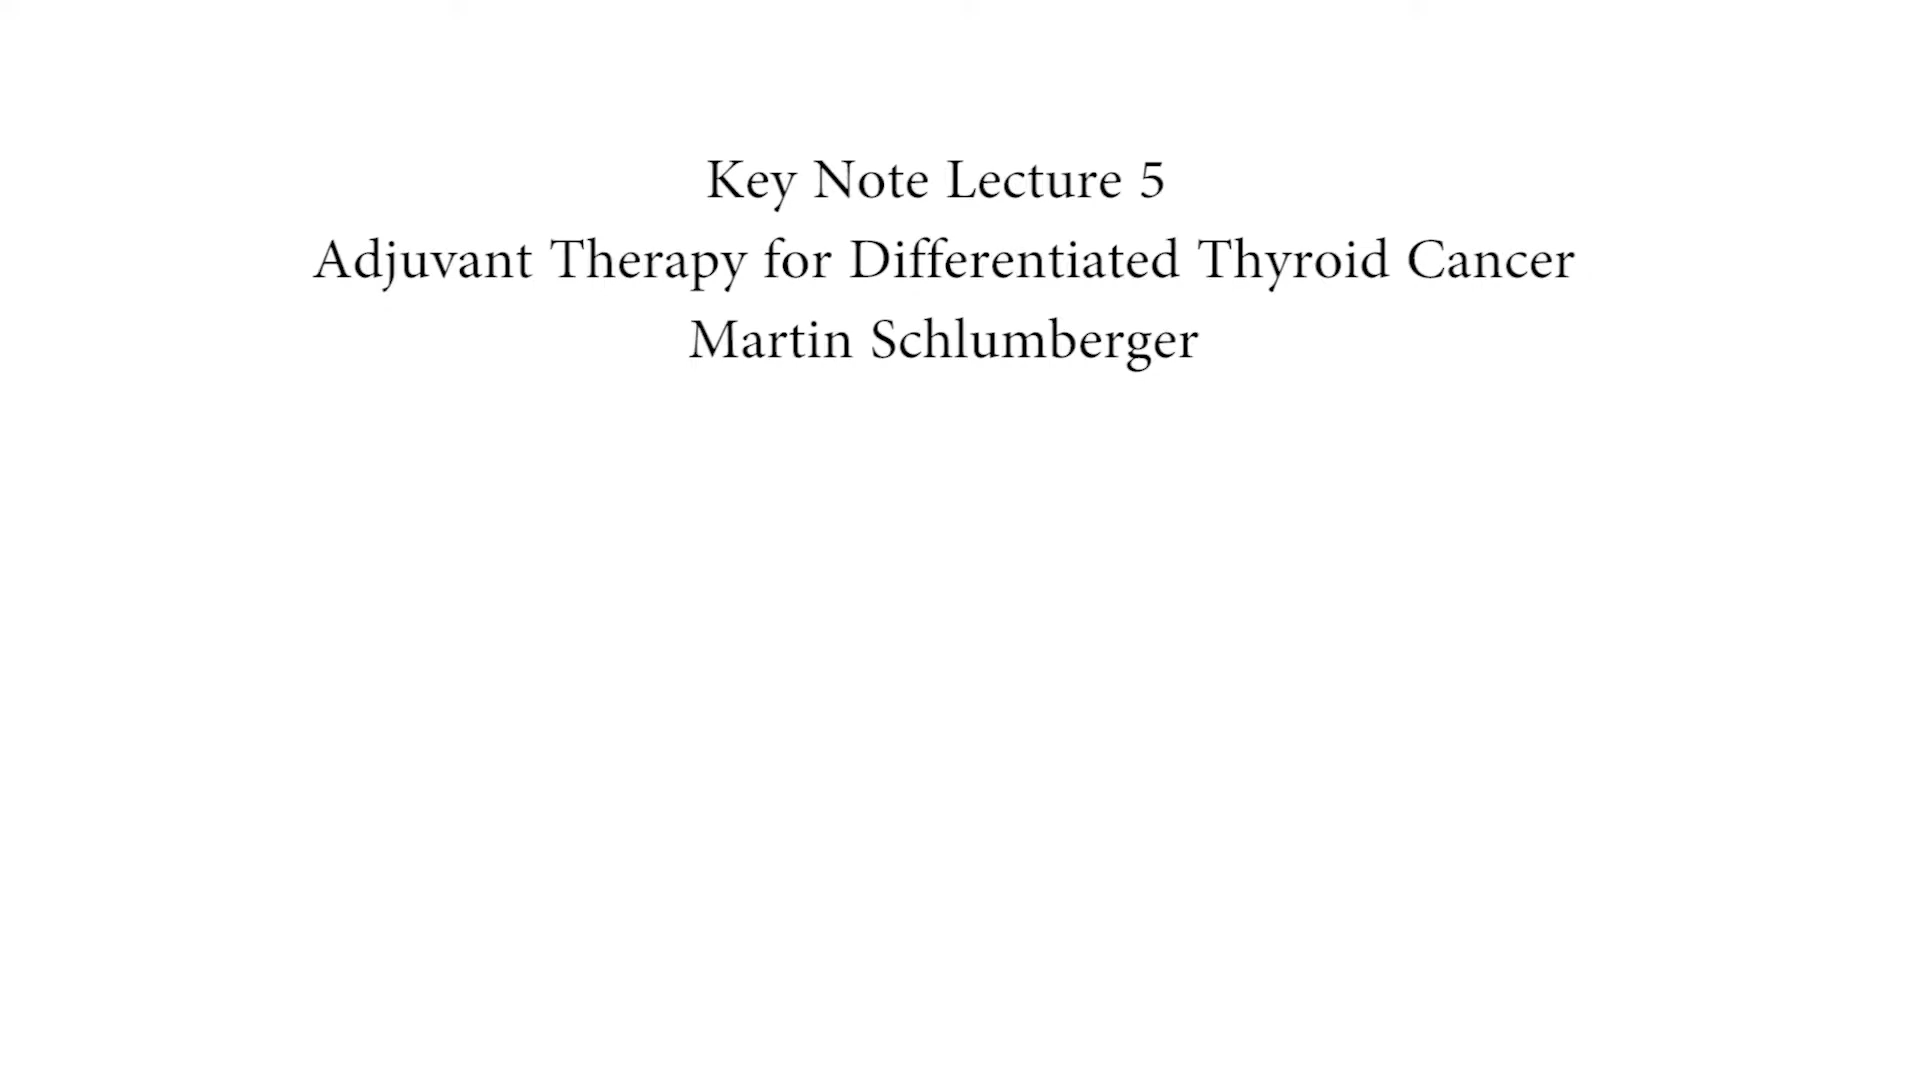 Key Note Lecture 5
Adjuvant Therapy for Differentiated Thyroid Cancer
Martin Schlumberger